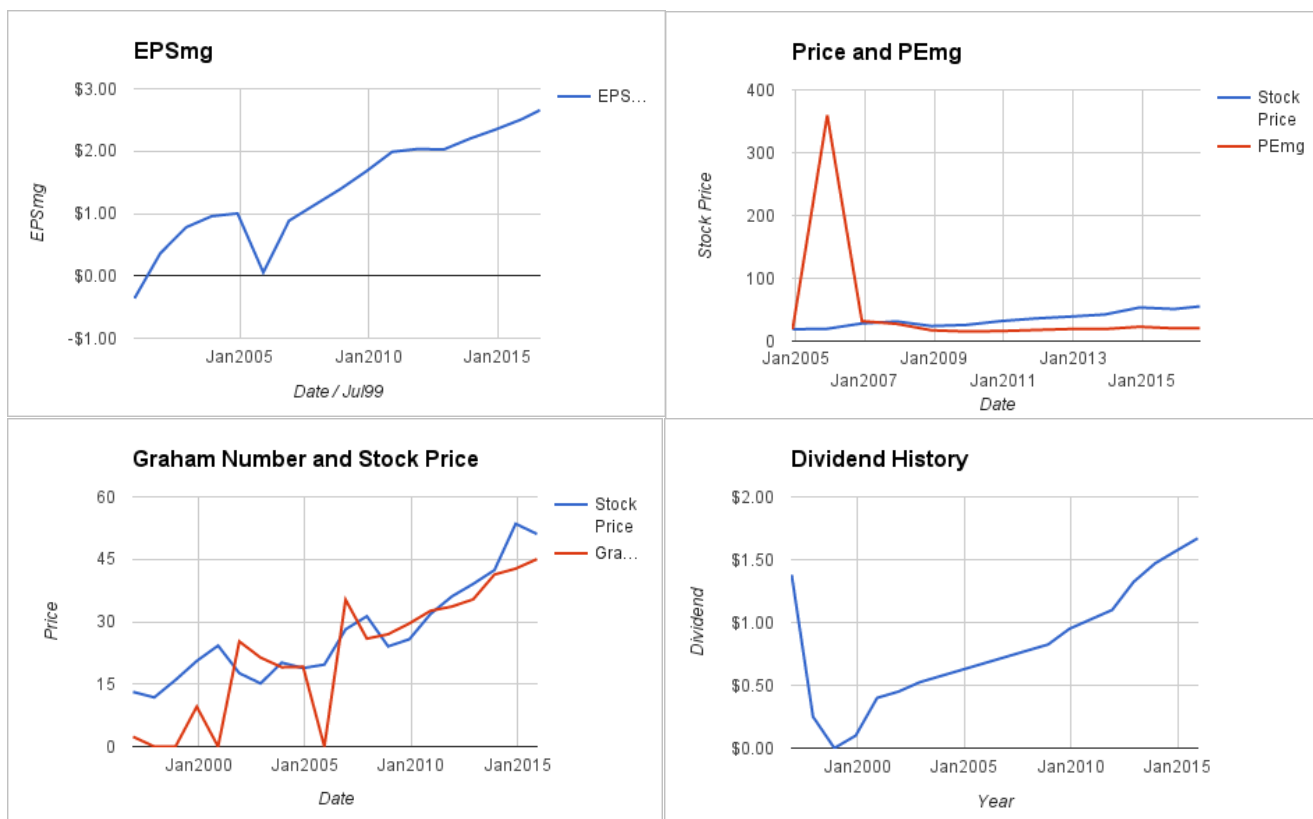 EPSmg
$3.00
$2.00
$1.00
$0.00
-$1.00
EPSmg
Jan2005
Jan2010
Jan2015
Date / Jul99
EPS...
Price and PEmg
400
300
200
100
0
Stock Price
Jan2005
Jan2007
Jan2009
Jan2011
Jan2013
Jan2015
Date
Stock
Price
PEmg
Graham Number and Stock Price
60
45
30
15
0
Price
Jan2000
Jan2005
Jan2010
Jan2015
Date
Stock
Price
Gra...
Dividend History
$2.00
$1.50
$1.00
$0.50
$0.00
Dividend
Jan2000
Jan2005
Jan2010
Jan2015
Year